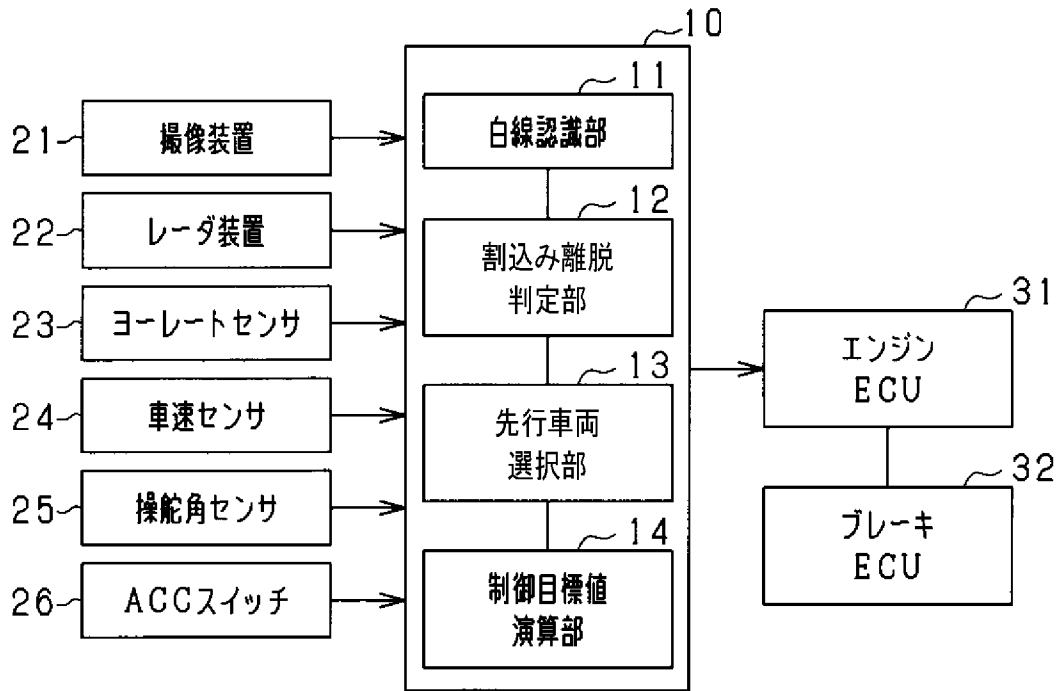 10
11
白線認識部
21
撮像装置
12
割込み離脱
判定部
22
レーダ装置
23
ヨーレートセンサ
31
エンジン
ECU
13
先行車両
選択部
24
車速センサ
25
操舵角センサ
32
ブレーキ
ECU
14
制御目標値
演算部
26
ACCスイッチ